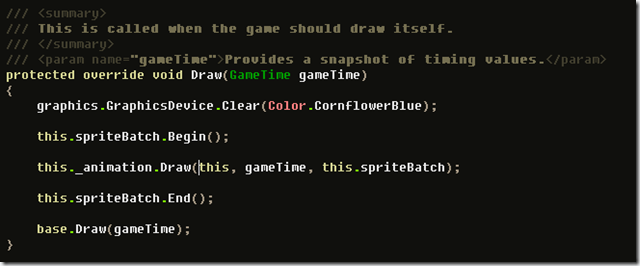 /// <summary>
/// This is called when the game should draw itself.
/// </summary>
/// <param name="gameTime">Provides a snapshot of timing values.</param>
protected override void Draw(GameTime gameTime)
{
    graphics.GraphicsDevice.Clear(Color.CornflowerBlue);
    this.spriteBatch.Begin();
    this._animation.Draw(this, gameTime, this.spriteBatch);
    this.spriteBatch.End();
    base.Draw(gameTime);
}